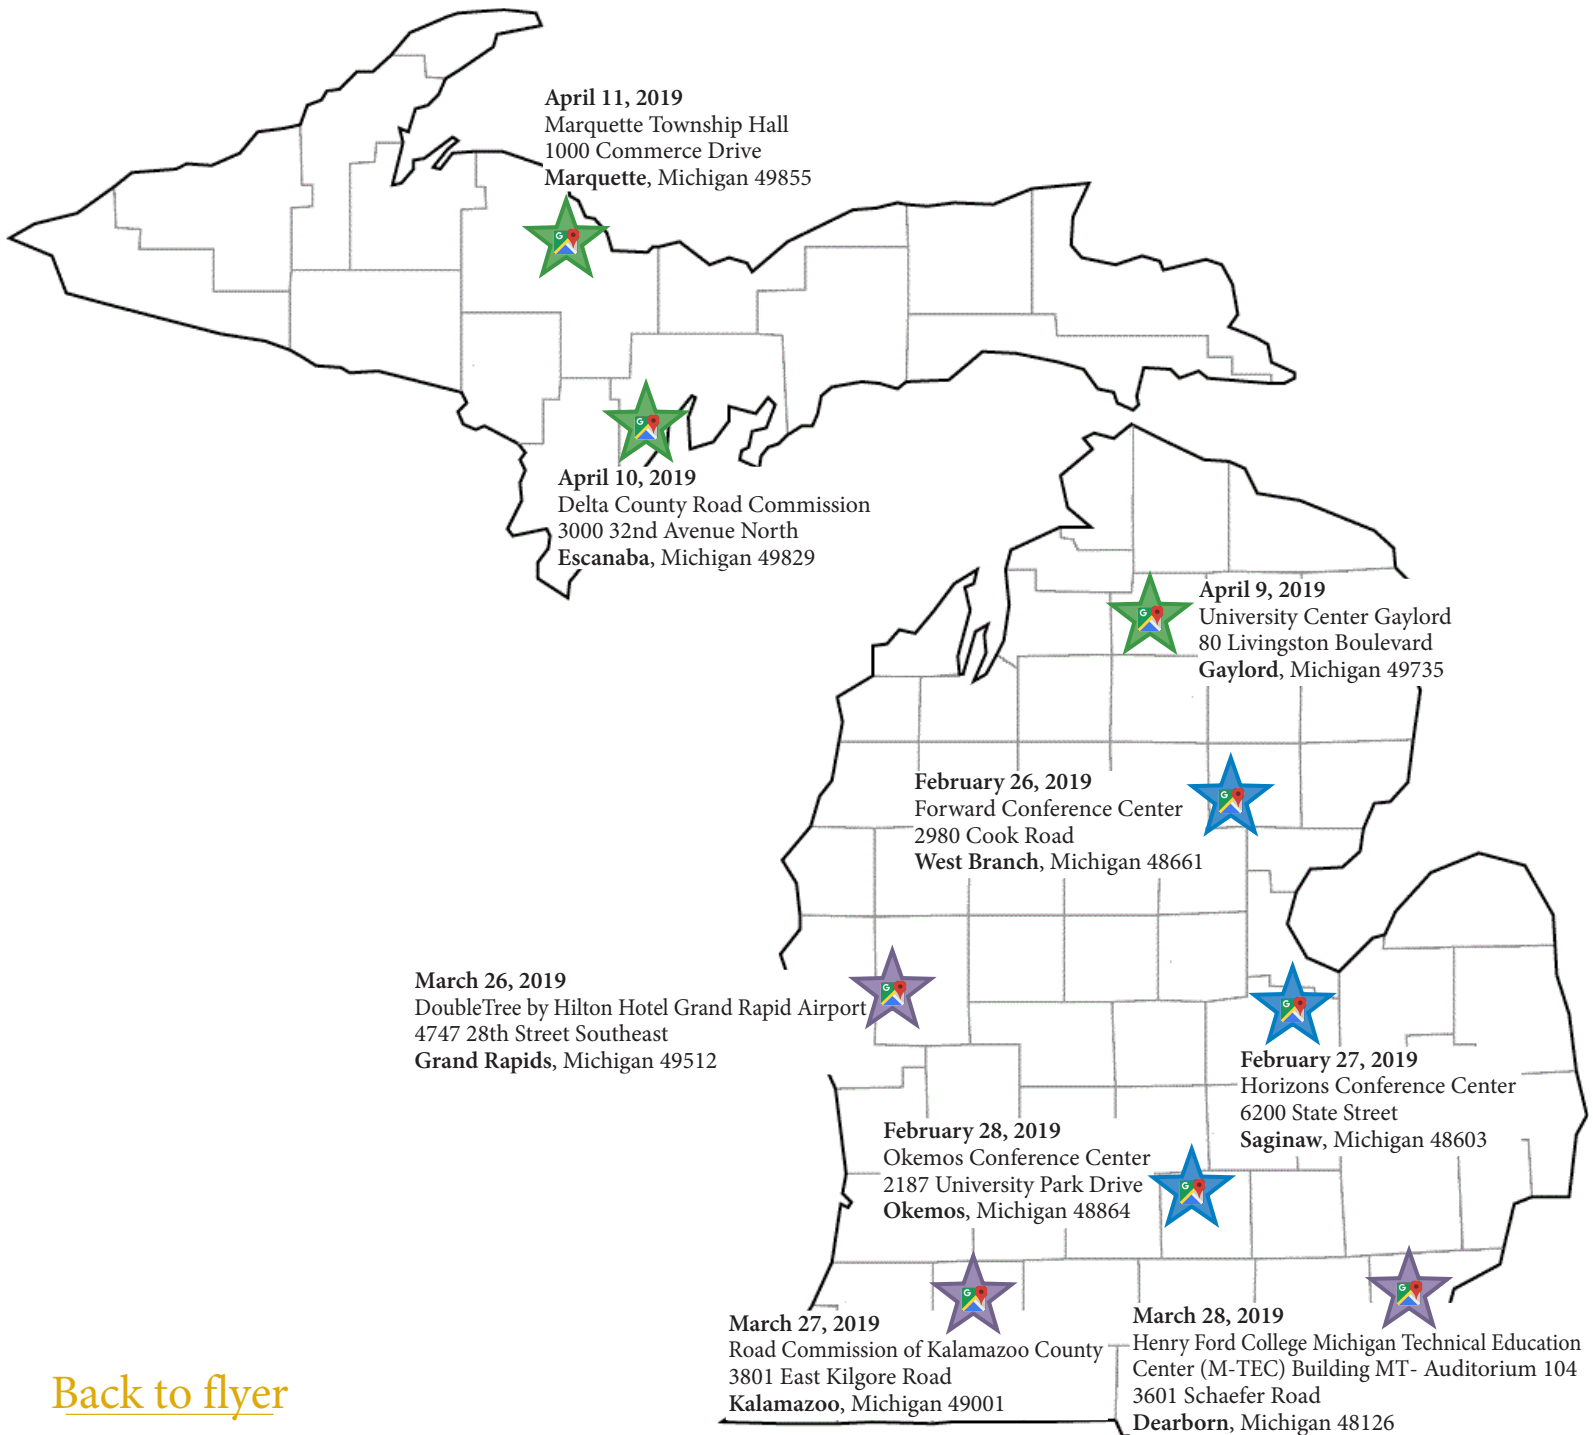 April 11, 2019
Marquette Township Hall
1000 Commerce Drive
Marquette, Michigan 49855
April 10, 2019
Delta County Road Commission
3000 32nd Avenue North
Escanaba, Michigan 49829
April 9, 2019
University Center Gaylord
80 Livingston Boulevard
Gaylord, Michigan 49735
February 26, 2019
Forward Conference Center
2980 Cook Road
West Branch, Michigan 48661
March 26, 2019
DoubleTree by Hilton Hotel Grand Rapid Airport
4747 28th Street Southeast
Grand Rapids, Michigan 49512
February 27, 2019
Horizons Conference Center
6200 State Street
Saginaw, Michigan 48603
February 28, 2019
Okemos Conference Center
2187 University Park Drive
Okemos, Michigan 48864
March 27, 2019
Road Commission of Kalamazoo County
3801 East Kilgore Road
Kalamazoo, Michigan 49001
March 28, 2019
Henry Ford College Michigan Technical Education
Center (M-TEC) Building MT- Auditorium 104
3601 Schaefer Road
Dearborn, Michigan 48126
Back to flyer